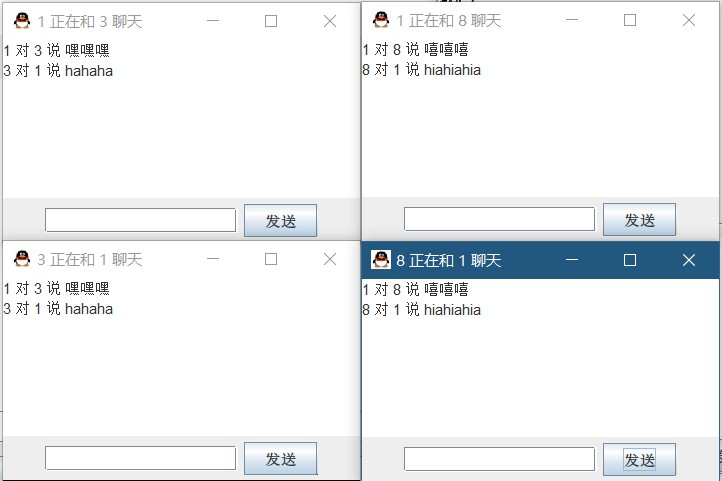 1 正在和 3 聊天
1 对 3 说 嘿嘿嘿
3 对 1 说 hahaha
发送
1 正在和 8 聊天
1 对 8 说 嘻嘻嘻
8 对 1 说 hiahiahia
发送
3 正在和 1 聊天
1 对 3 说 嘿嘿嘿
3 对 1 说 hahaha
发送
8 正在和 1 聊天
1 对 8 说 嘻嘻嘻
8 对 1 说 hiahiahia
发送